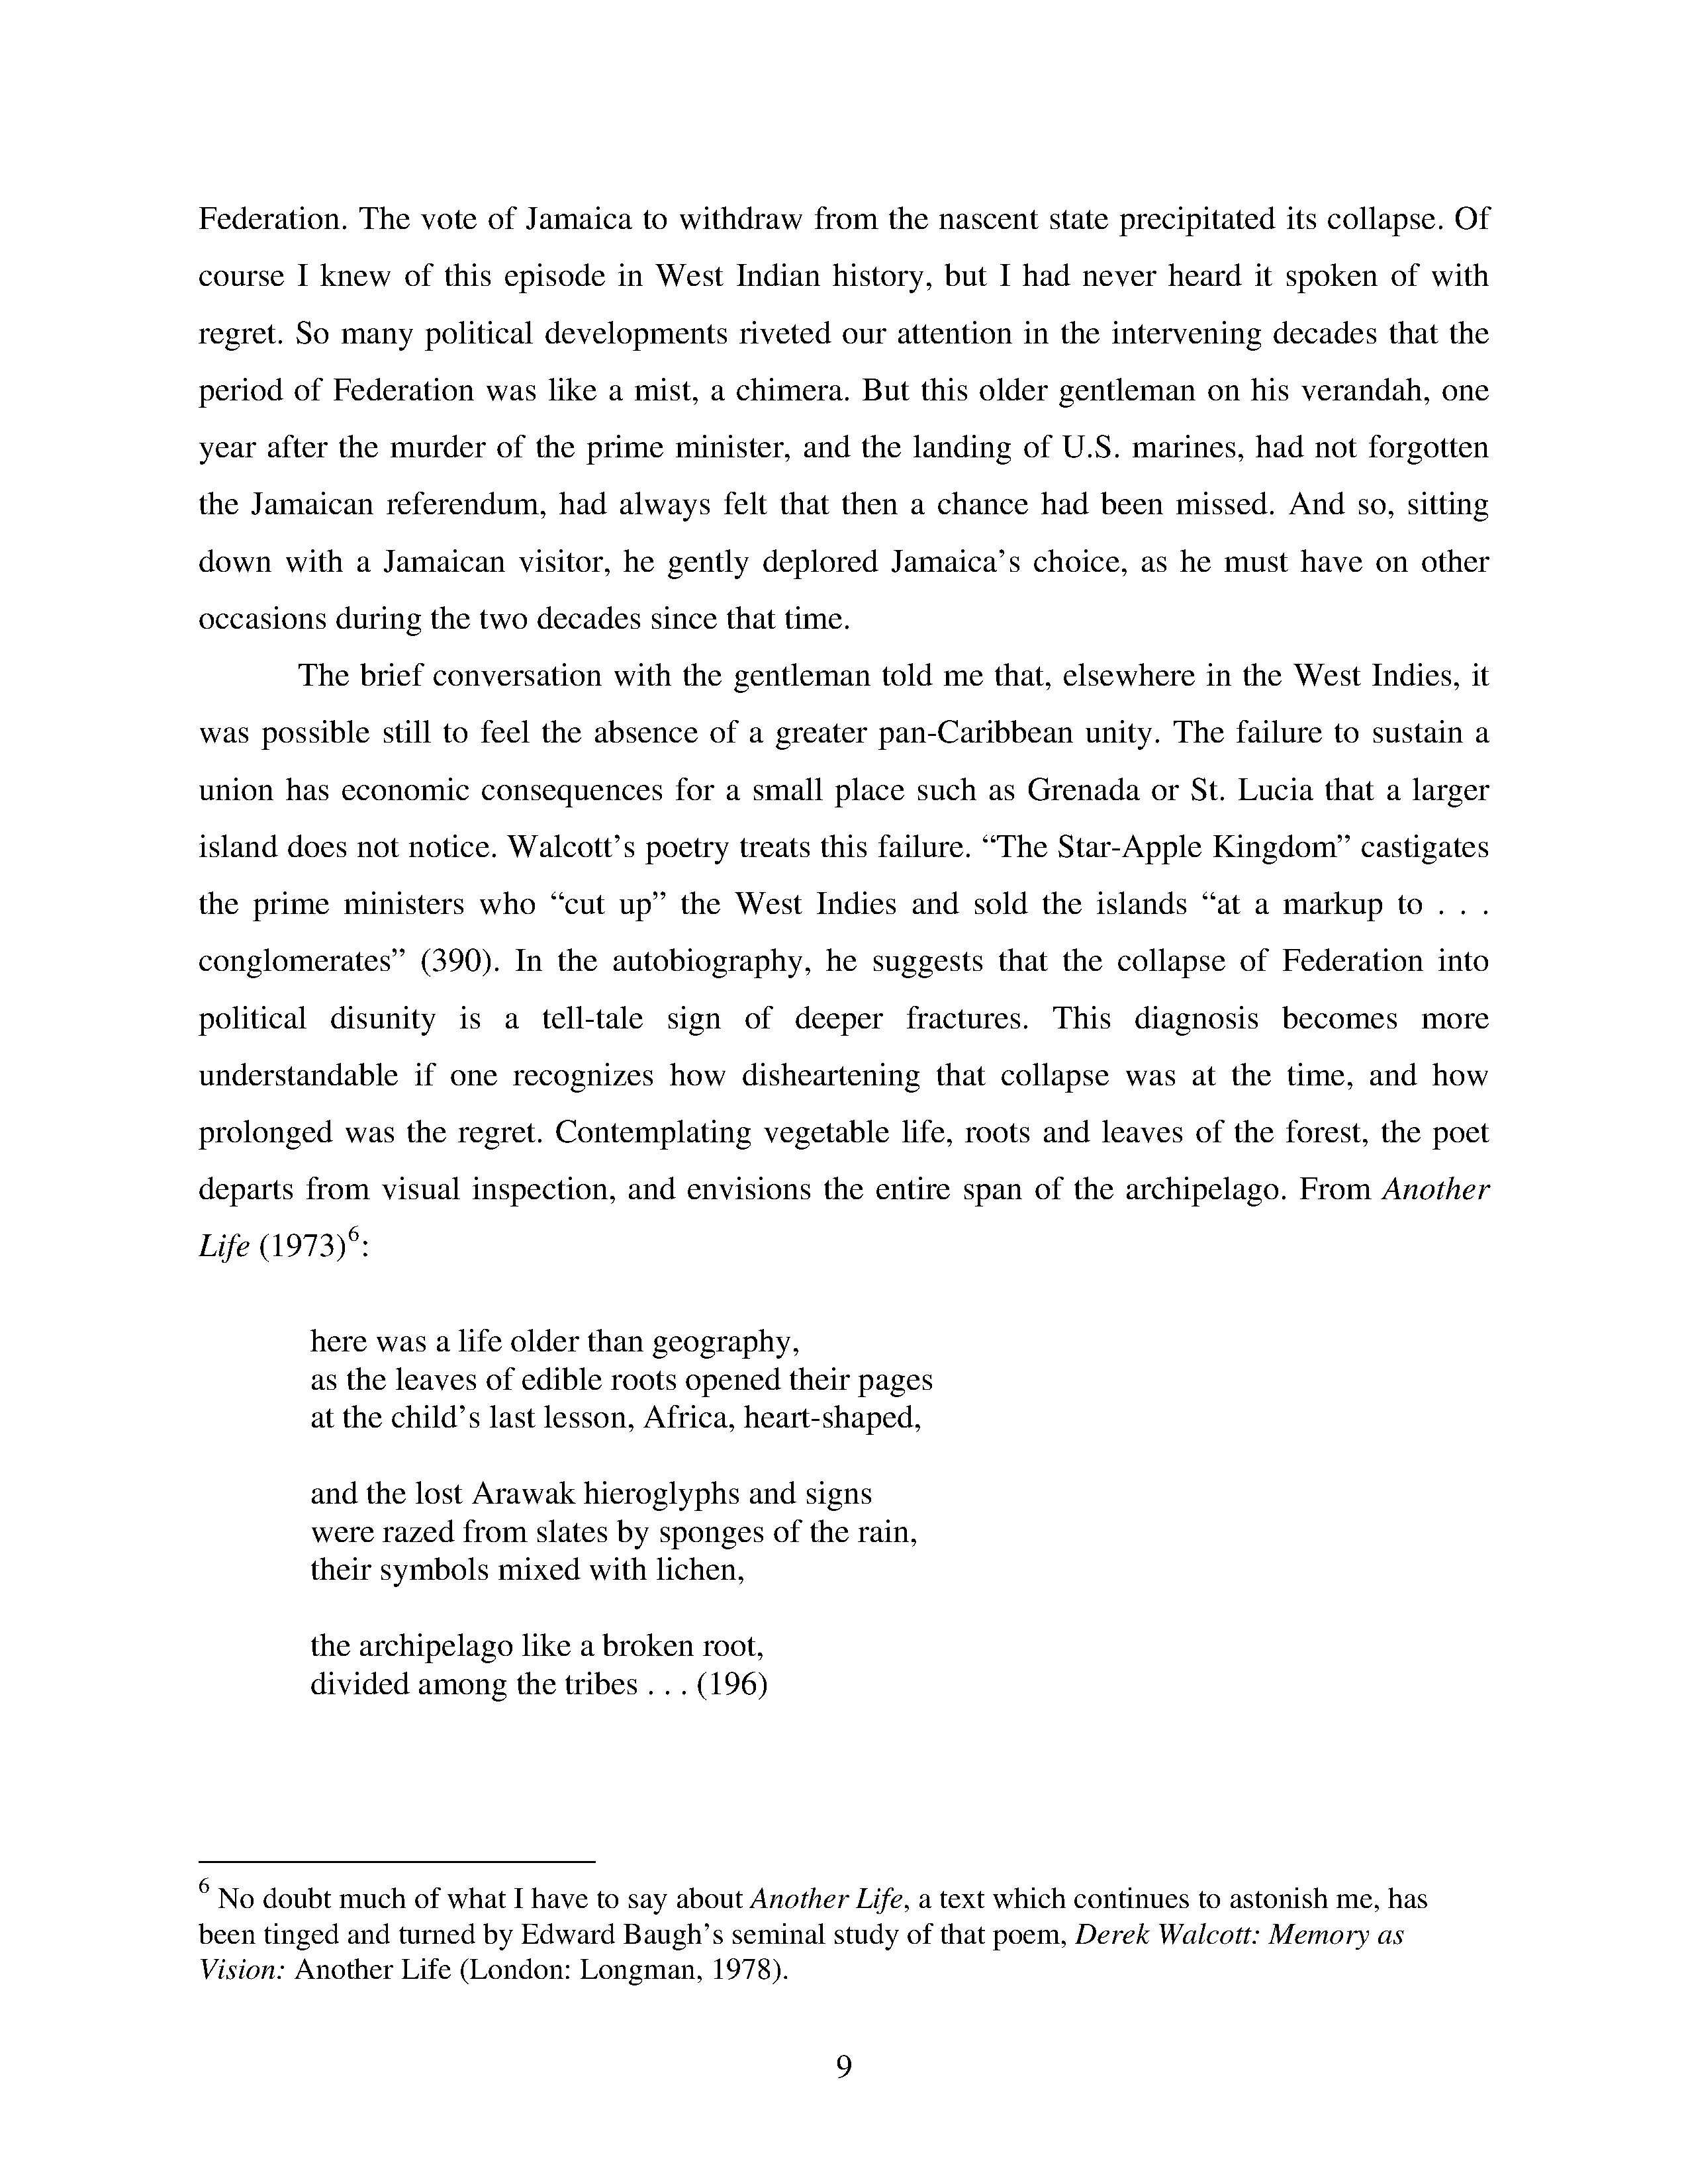 Federation. The vote of Jamaica to withdraw from the nascent state precipitated its collapse. Of
course I knew of this episode in West Indian history, but I had never heard it spoken of with
regret. So many political developments riveted our attention in the intervening decades that the
period of Federation was like a mist, a chimera. But this older gentleman on his verandah, one
year after the murder of the prime minister, and the landing of U.S. marines, had not forgotten
the Jamaican referendum, had always felt that then a chance had been missed. And so, sitting
down with a Jamaican visitor, he gently deplored Jamaica’s choice, as he must have on other
occasions during the two decades since that time.
The brief conversation with the gentleman told me that, elsewhere in the West Indies, it
was possible still to feel the absence of a greater pan-Caribbean unity. The failure to sustain a
union has economic consequences for a small place such as Grenada or St. Lucia that a larger
island does not notice. Walcott’s poetry treats this failure. “The Star-Apple Kingdom” castigates
the prime ministers who “cut up” the West Indies and sold the islands “at a markup to . . .
conglomerates” (390). In the autobiography, he suggests that the collapse of Federation into
political disunity is a tell-tale sign of deeper fractures. This diagnosis becomes more
understandable if one recognizes how disheartening that collapse was at the time, and how
prolonged was the regret. Contemplating vegetable life, roots and leaves of the forest, the poet
departs from visual inspection, and envisions the entire span of the archipelago. From Another
Life (1973)6:
here was a life older than geography,
as the leaves of edible roots opened their pages
at the child’s last lesson, Africa, heart-shaped,
and the lost Arawak hieroglyphs and signs
were razed from slates by sponges of the rain,
their symbols mixed with lichen,
the archipelago like a broken root,
divided among the tribes . . . (196)
6 No doubt much of what I have to say about Another Life, a text which continues to astonish me, has
been tinged and turned by Edward Baugh’s seminal study of that poem, Derek Walcott: Memory as
Vision: Another Life (London: Longman, 1978).
9